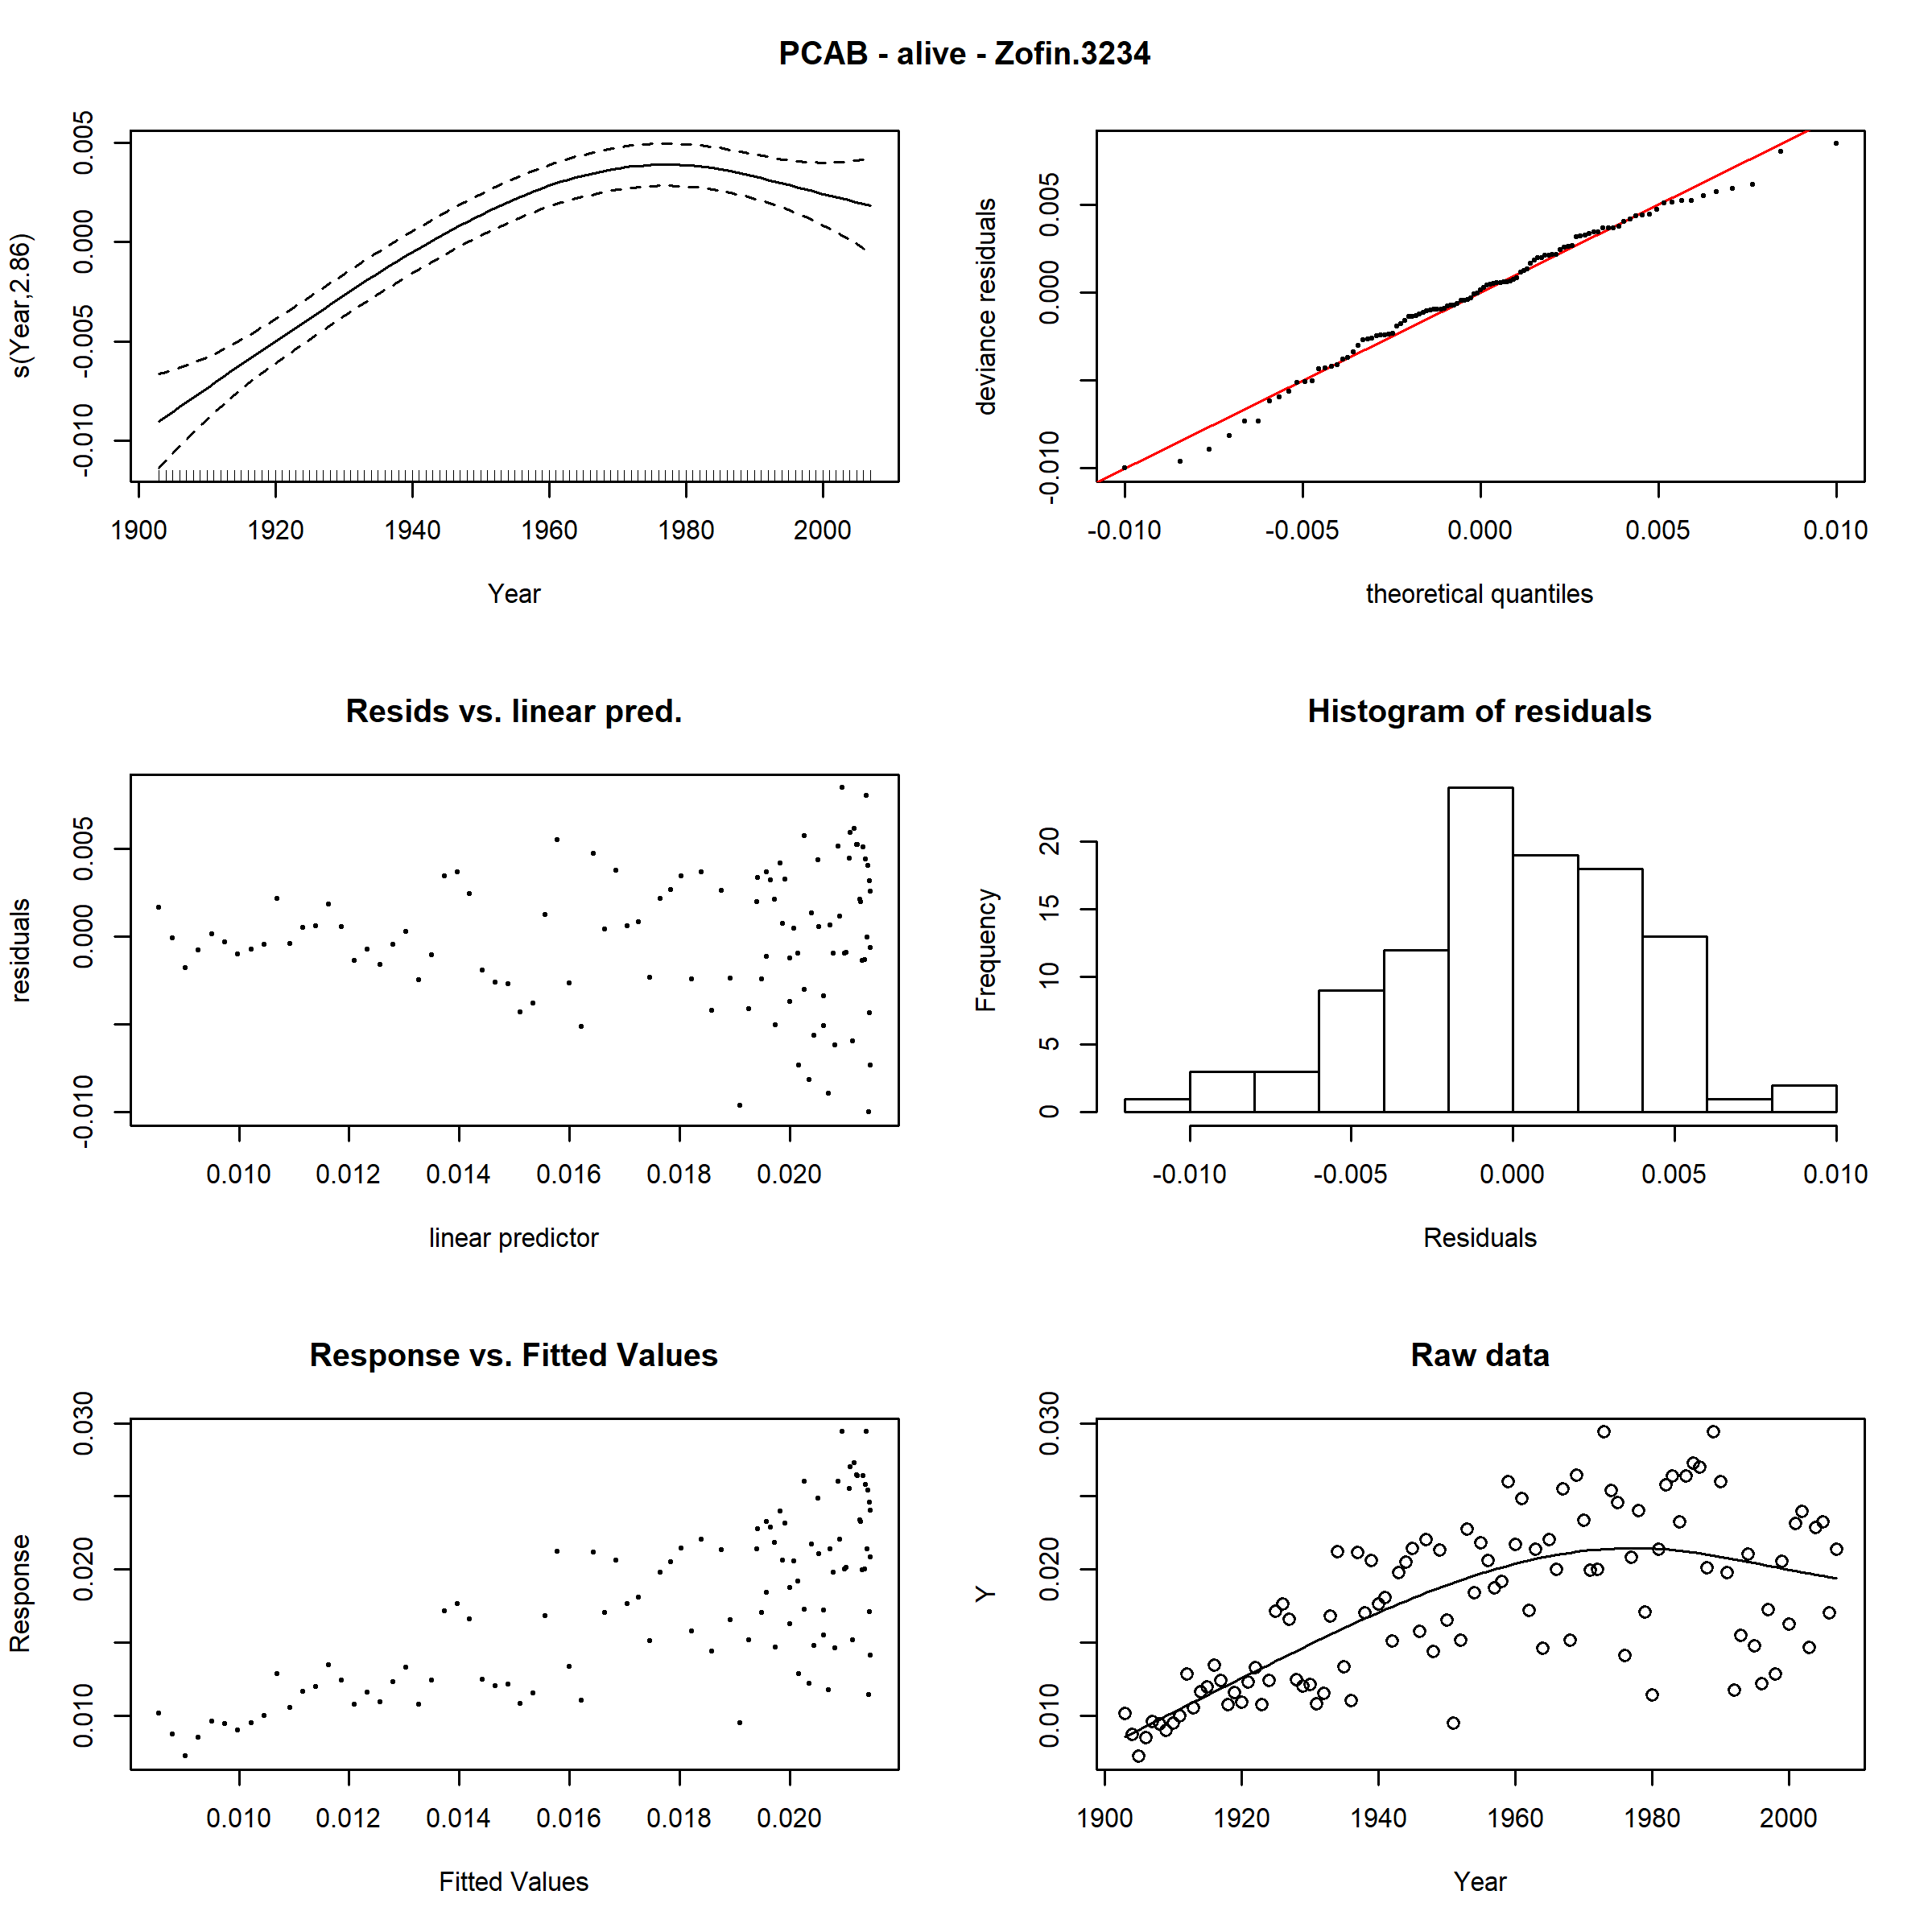 PCAB - alive - Zofin.3234
s(Year,2.86)
-0.010 -0.005 0.000 0.005
1900 1920 1940 1960 1980 2000
Year
deviance residuals
-0.010 0.000 0.005
-0.010 -0.005 0.000 0.005 0.010
theoretical quantiles
Resids vs. linear pred.
residuals
-0.010 0.000 0.005
0.010 0.012 0.014 0.016 0.018 0.020
linear predictor
Histogram of residuals
Frequency
0 5 10 15 20
-0.010 -0.005 0.000 0.005 0.010
Residuals
Response vs. Fitted Values
Response
0.010 0.020 0.030
0.010 0.012 0.014 0.016 0.018 0.020
Fitted Values
Raw data
Y
0.010 0.020 0.030
1900 1920 1940 1960 1980 2000
Year